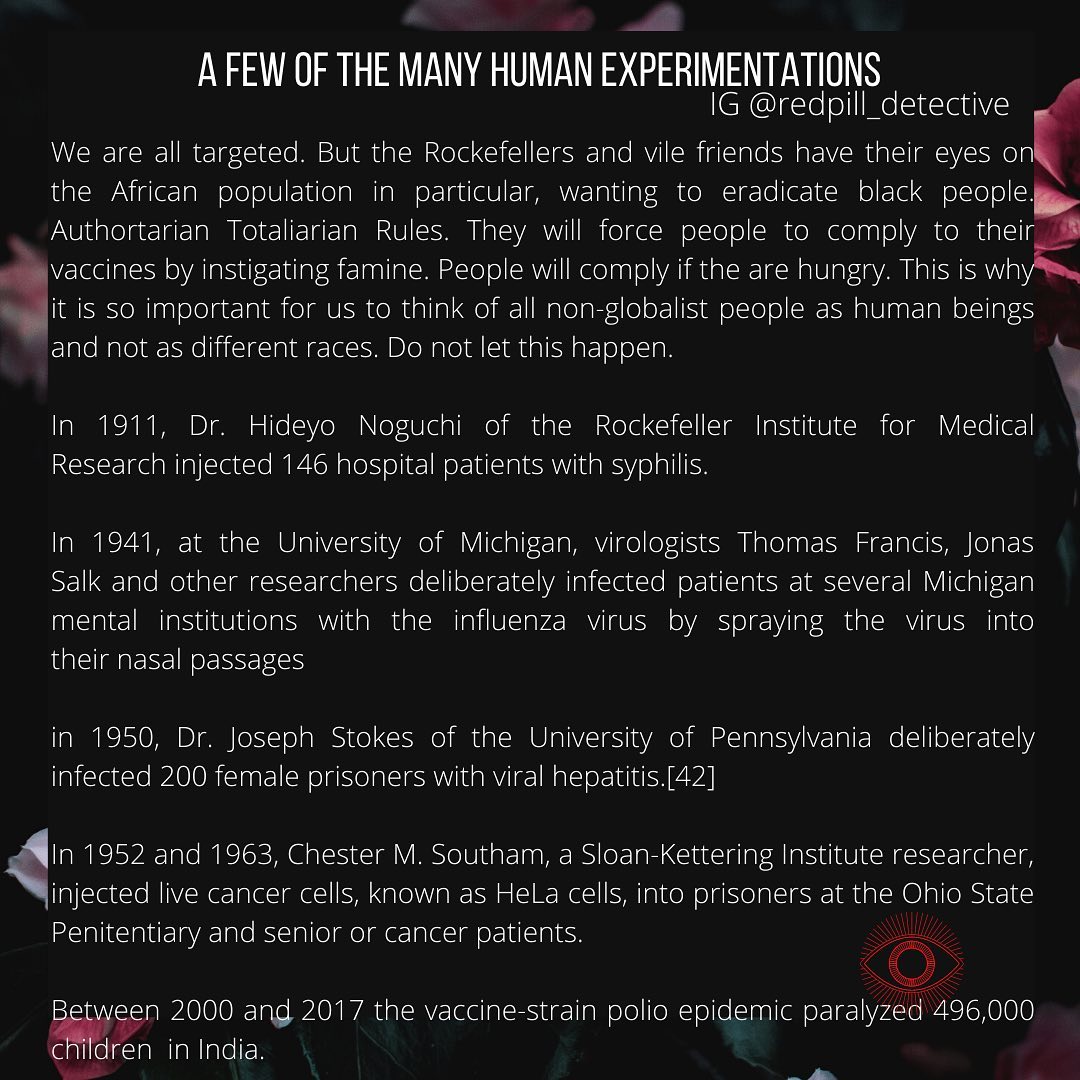 A FEW OF THE MANY HUMAN EXPERIMENTATIONS
IG @redpill_detective
We are all targeted. But the Rockefellers and vile friends have their eyes on
the African population in particular, wanting to eradicate black people.
Authortarian Totaliarian Rules. They will force people to comply to their
vaccines by instigating famine. People will comply if the are hungry. This is why
it is so important for us to think of all non-globalist people as human beings
and not as different races. Do not let this happen.
In 1911, Dr. Hideyo Noguchi of the Rockefeller Institute for Medical
Research injected 146 hospital patients with syphilis.
In 1941, at the University of Michigan, virologists Thomas Francis, Jonas
Salk and other researchers deliberately infected patients at several Michigan
mental institutions with the influenza virus by spraying the virus into
their nasal passages
in 1950, Dr. Joseph Stokes of the University of Pennsylvania deliberately
infected 200 female prisoners with viral hepatitis.[42]
In 1952 and 1963, Chester M. Southam, a Sloan-Kettering Institute researcher,
injected live cancer cells, known as HeLa cells, into prisoners at the Ohio State
Penitentiary and senior or cancer patients.
Between 2000 and 2017 the vaccine-strain polio epidemic paralyzed 496,000
children in India.